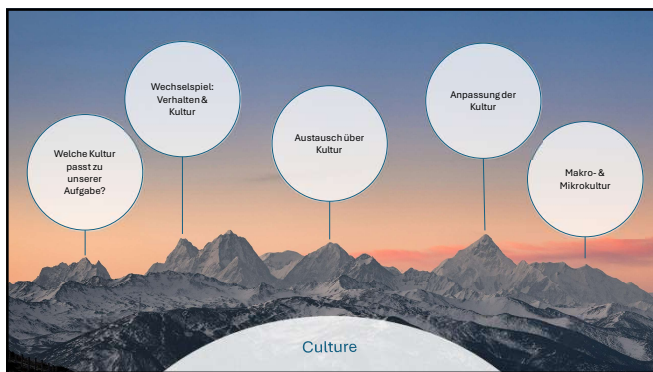 Welche Kultur
passt zu
unserer
Aufgabe?
Wechselspiel:
Verhalten &
Kultur
Austausch über
Kultur
Anpassung der
Kultur
Makro- &
Mikrokultur
Culture